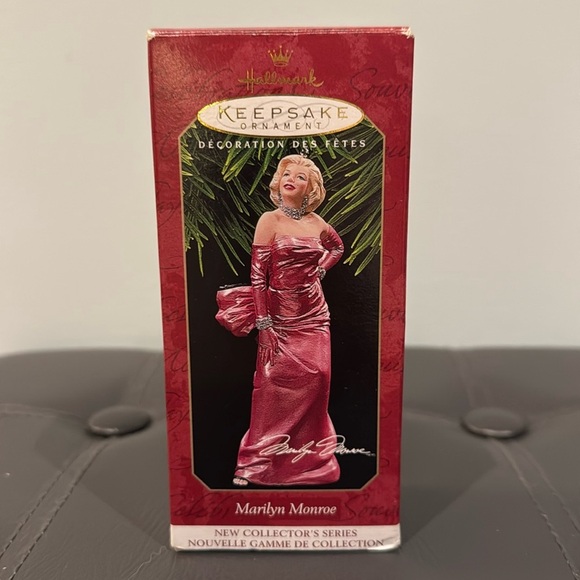 Hallmark
KEEPSAKE
ORNAMENT
DÉCORATION DES FÊTES
Marilyn Monroe
Marilyn Monroe
NEW COLLECTOR'S SERIES
NOUVELLE GAMME DE COLLECTION